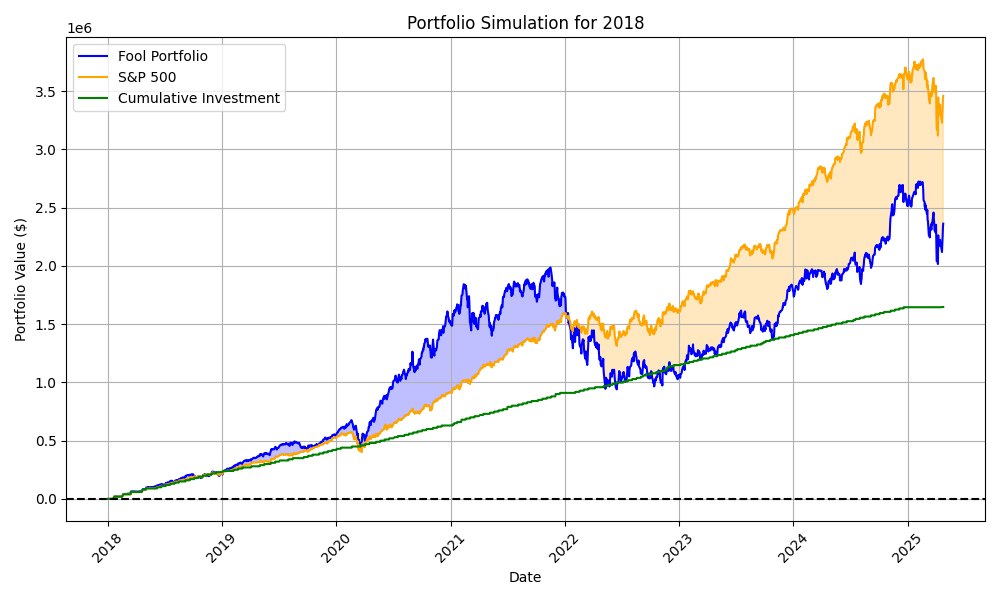 Portfolio Simulation for 2018
1e6
Fool Portfolio
S&P 500
Cumulative Investment
Portfolio Value ($)
3.5
3.0
2.5
2.0
1.5
1.0
0.5
0.0
2018
2019
2020
2021
2022
2023
2024
2025
Date